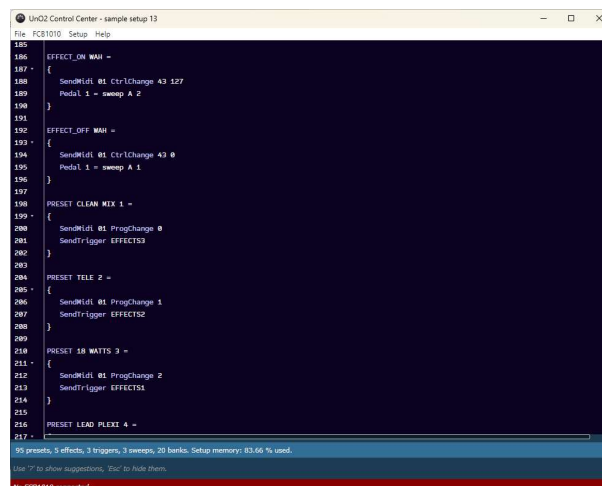 UnO2 Control Center - sample setup 13
File FCB1010 Setup Help
185
186 EFFECT_ON WAH =
187 {
188 SendMidi 01 CtrlChange 43 127
189 Pedal 1 = sweep A 2
190 }
191
192 EFFECT_OFF WAH =
193 {
194 SendMidi 01 CtrlChange 43 0
195 Pedal 1 = sweep A 1
196 }
197
198 PRESET CLEAN MIX 1 =
199 {
200 SendMidi 01 ProgChange 0
201 SendTrigger EFFECTS3
202 }
203
204 PRESET TELE 2 =
205 {
206 SendMidi 01 ProgChange 1
207 SendTrigger EFFECTS2
208 }
209
210 PRESET 18 WATTS 3 =
211 {
212 SendMidi 01 ProgChange 2
213 SendTrigger EFFECTS1
214 }
215
216 PRESET LEAD PLEXI 4 =
217
95 presets, 5 effects, 3 triggers, 3 sweeps, 20 banks. Setup memory: 83.66 % used.
Use '?' to show suggestions, 'Esc' to hide them.
No FCB1010 connected